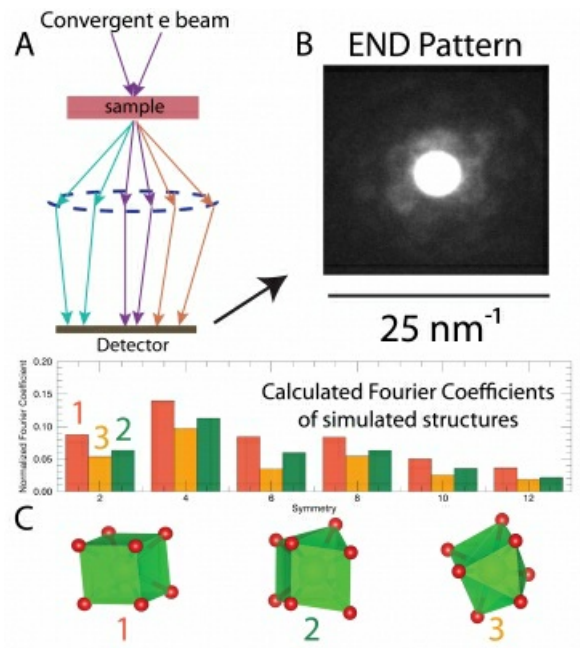 Convergent e beam
A
sample
Detector
B
END Pattern
25 nm-1
0.20
0.15
0.10
0.05
0.00
Normalized Fourier Coefficient
Calculated Fourier Coefficients
of simulated structures
1
3
2
2
4
6
8
10
12
Symmetry
C
1
2
3